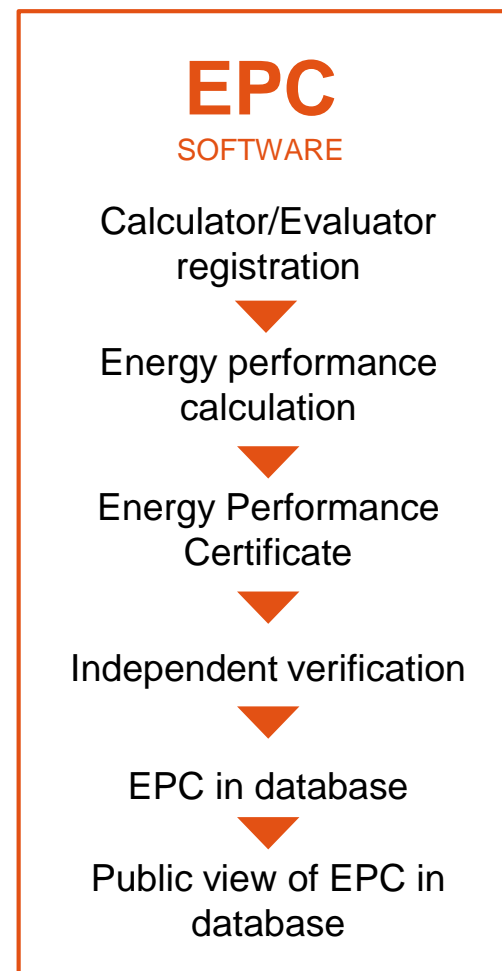 EPC
SOFTWARE
Calculator/Evaluator
registration
Energy performance
calculation
Energy Performance
Certificate
Independent verification
EPC in database
Public view of EPC in
database